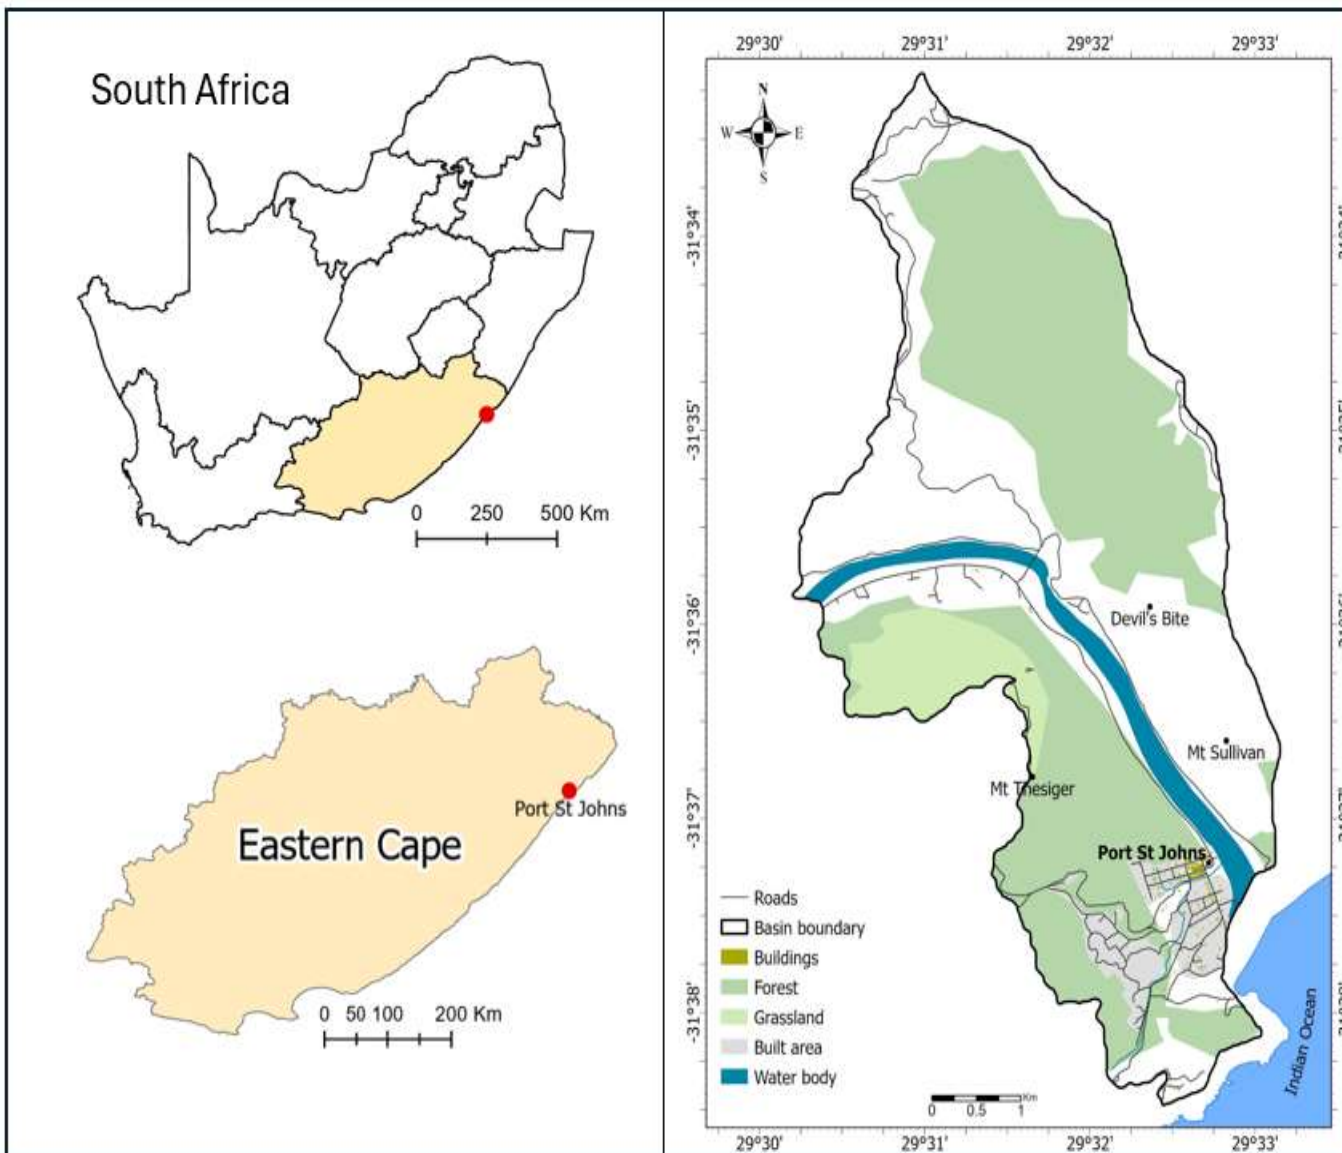 South Africa
0 250 500 Km
Port St Johns
Eastern Cape
0 50 100 200 Km
29°30' 29°31' 29°32' 29°33'
N
W E
S
-31°34'
-31°35'
-31°36'
-31°37'
-31°38'
Devil's Bite
Mt Sullivan
Mt Thesiger
Port St Johns
Roads
Basin boundary
Buildings
Forest
Grassland
Built area
Water body
0 0.5 1 Km
Indian Ocean
29°30' 29°31' 29°32' 29°33'